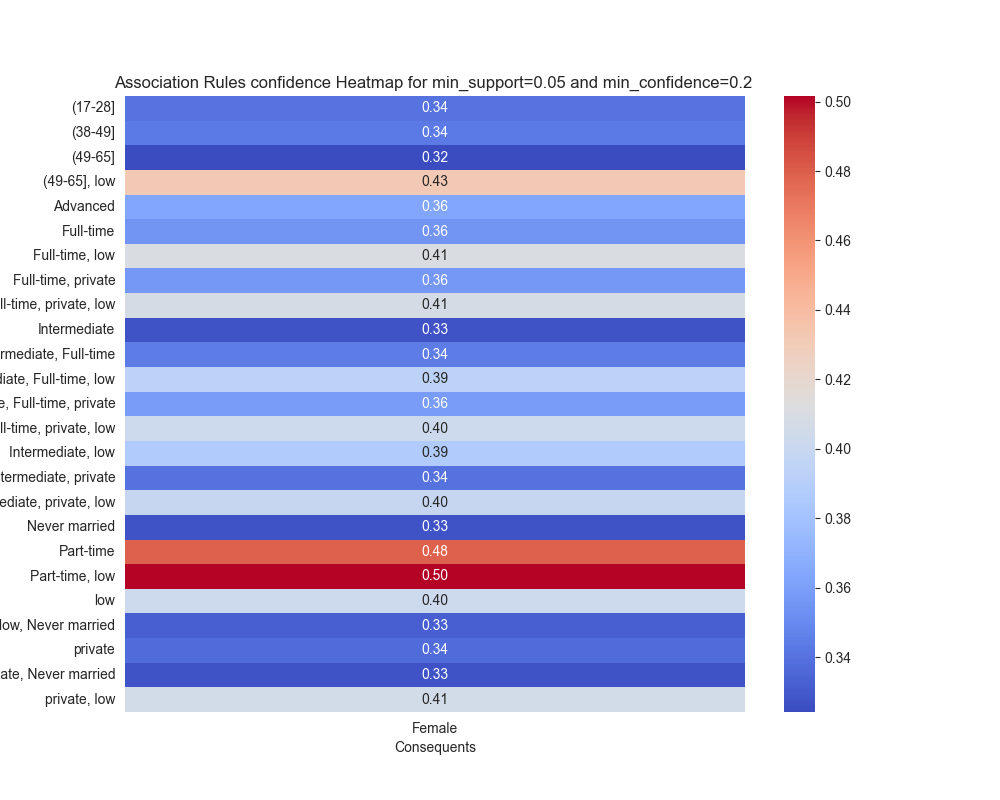 Association Rules confidence Heatmap for min_support=0.05 and min_confidence=0.2
(17-28] 0.34
(38-49] 0.34
(49-65] 0.32
(49-65], low 0.43
Advanced 0.36
Full-time 0.36
Full-time, low 0.41
Full-time, private 0.36
ll-time, private, low 0.41
Intermediate 0.33
rmediate, Full-time 0.34
diate, Full-time, low 0.39
e, Full-time, private 0.36
ll-time, private, low 0.40
Intermediate, low 0.39
termediate, private 0.34
ediate, private, low 0.40
Never married 0.33
Part-time 0.48
Part-time, low 0.50
low 0.40
low, Never married 0.33
private 0.34
ate, Never married 0.33
private, low 0.41
Female
Consequents
0.50
0.48
0.46
0.44
0.42
0.40
0.38
0.36
0.34